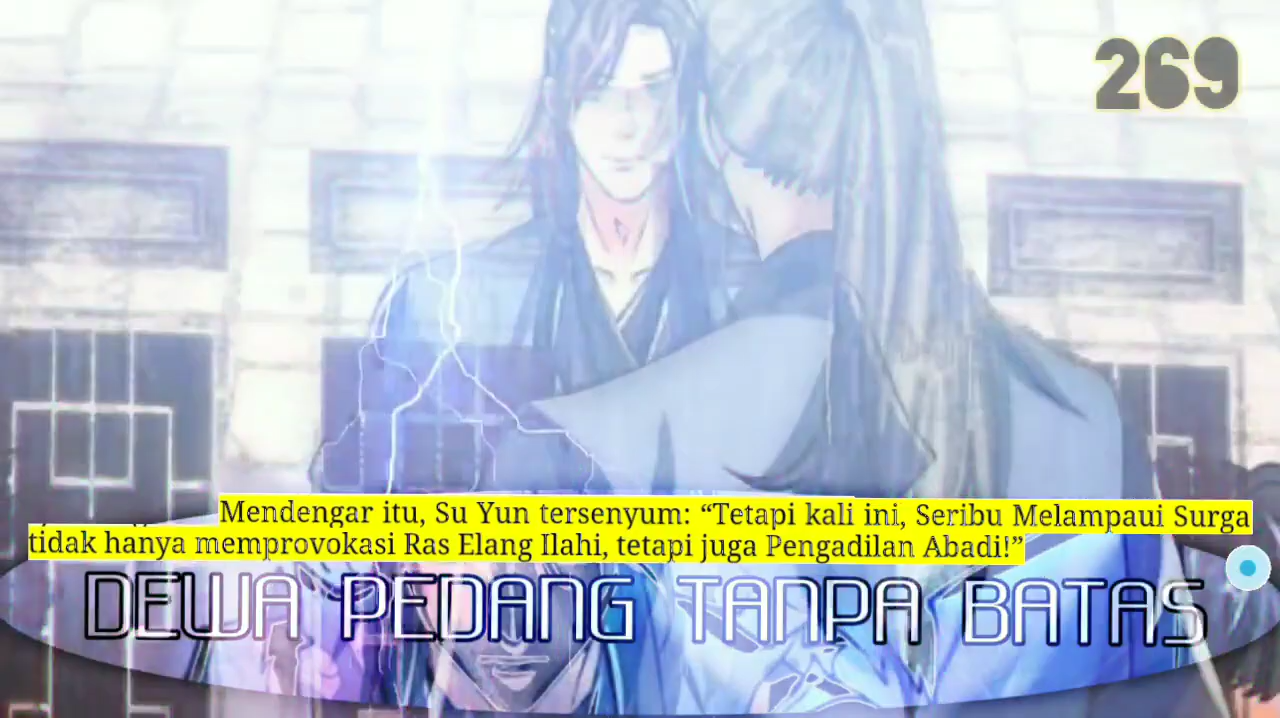 269
Mendengar itu, Su Yun tersenyum: “Tetapi kali ini, Seribu Melampaui Surga
tidak hanya memprovokasi Ras Elang Ilahi, tetapi juga Pengadilan Abadi!”
DEWA PEDANG TANPA BATAS